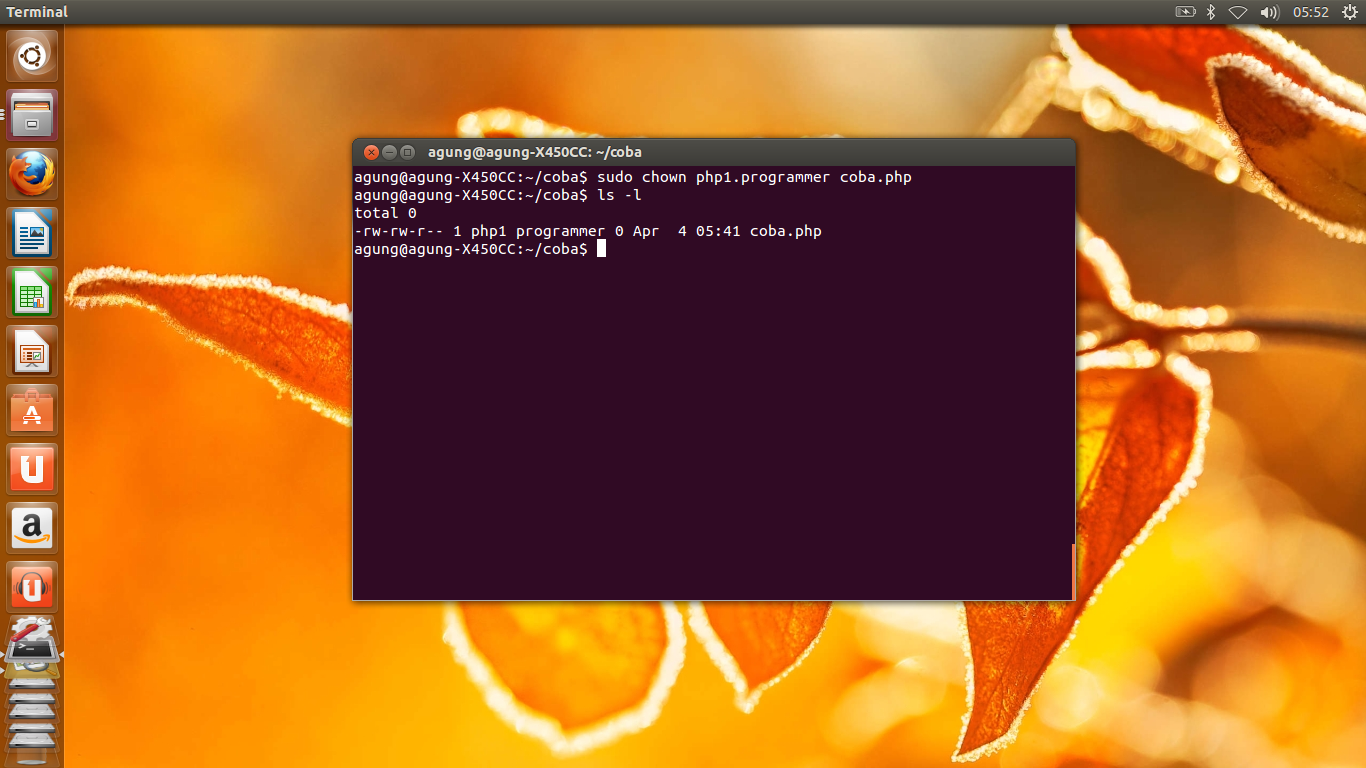 Terminal
05:52
agung@agung-X450CC: ~/coba
agung@agung-X450CC:~/coba$ sudo chown php1.programmer coba.php
agung@agung-X450CC:~/coba$ ls -l
total 0
-rw-rw-r-- 1 php1 programmer 0 Apr  4 05:41 coba.php
agung@agung-X450CC:~/coba$